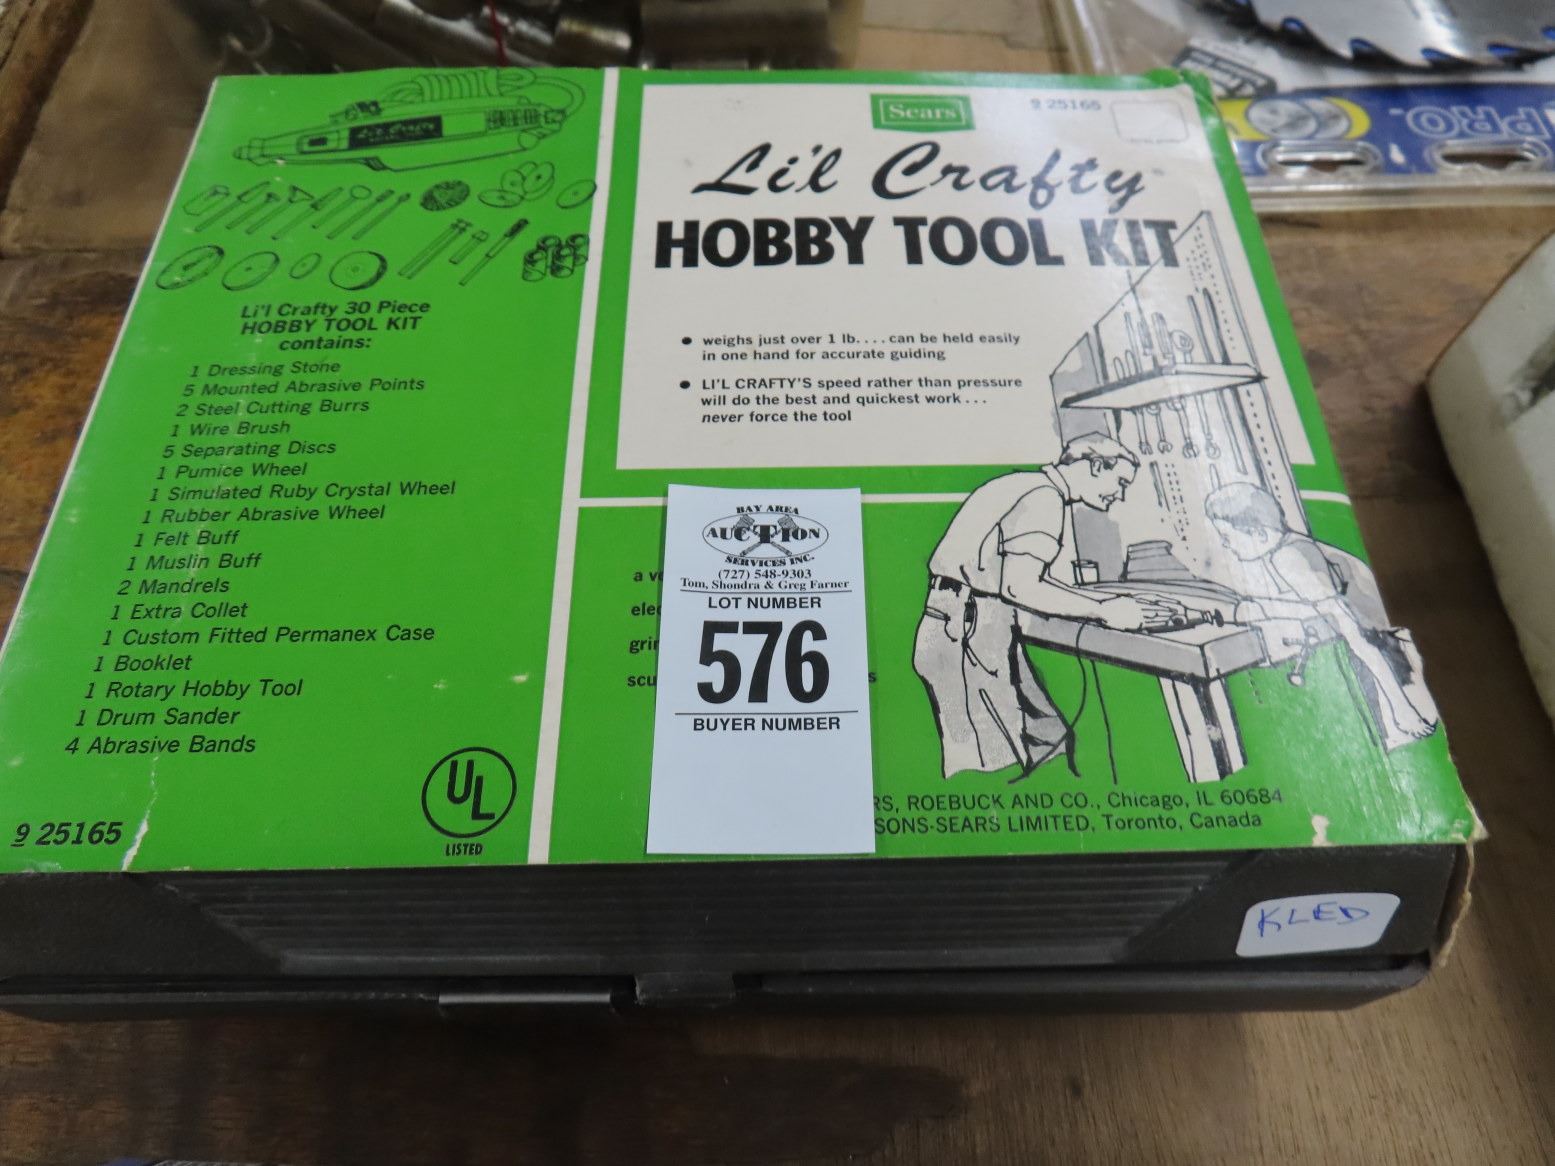 Li'l Crafty
Li'l Crafty 30 Piece
HOBBY TOOL KIT
contains:
1 Dressing Stone
5 Mounted Abrasive Points
2 Steel Cutting Burrs
1 Wire Brush
5 Separating Discs
1 Pumice Wheel
1 Simulated Ruby Crystal Wheel
1 Rubber Abrasive Wheel
1 Felt Buff
1 Muslin Buff
2 Mandrels
1 Extra Collet
1 Custom Fitted Permanex Case
1 Booklet
1 Rotary Hobby Tool
1 Drum Sander
4 Abrasive Bands
9 25165
UL
LISTED
Sears
9 25165
Li'l Crafty
HOBBY TOOL KIT
• weighs just over 1 lb.... can be held easily
in one hand for accurate guiding
• LI'L CRAFTY'S speed rather than pressure
will do the best and quickest work...
never force the tool
BAY AREA
AUCTION
SERVICES INC.
(727) 548-9303
Tom, Shondra & Greg Farner
LOT NUMBER
576
BUYER NUMBER
a
RS, ROEBUCK AND CO., Chicago, IL 60684
SONS-SEARS LIMITED, Toronto, Canada
KLED
PRO.